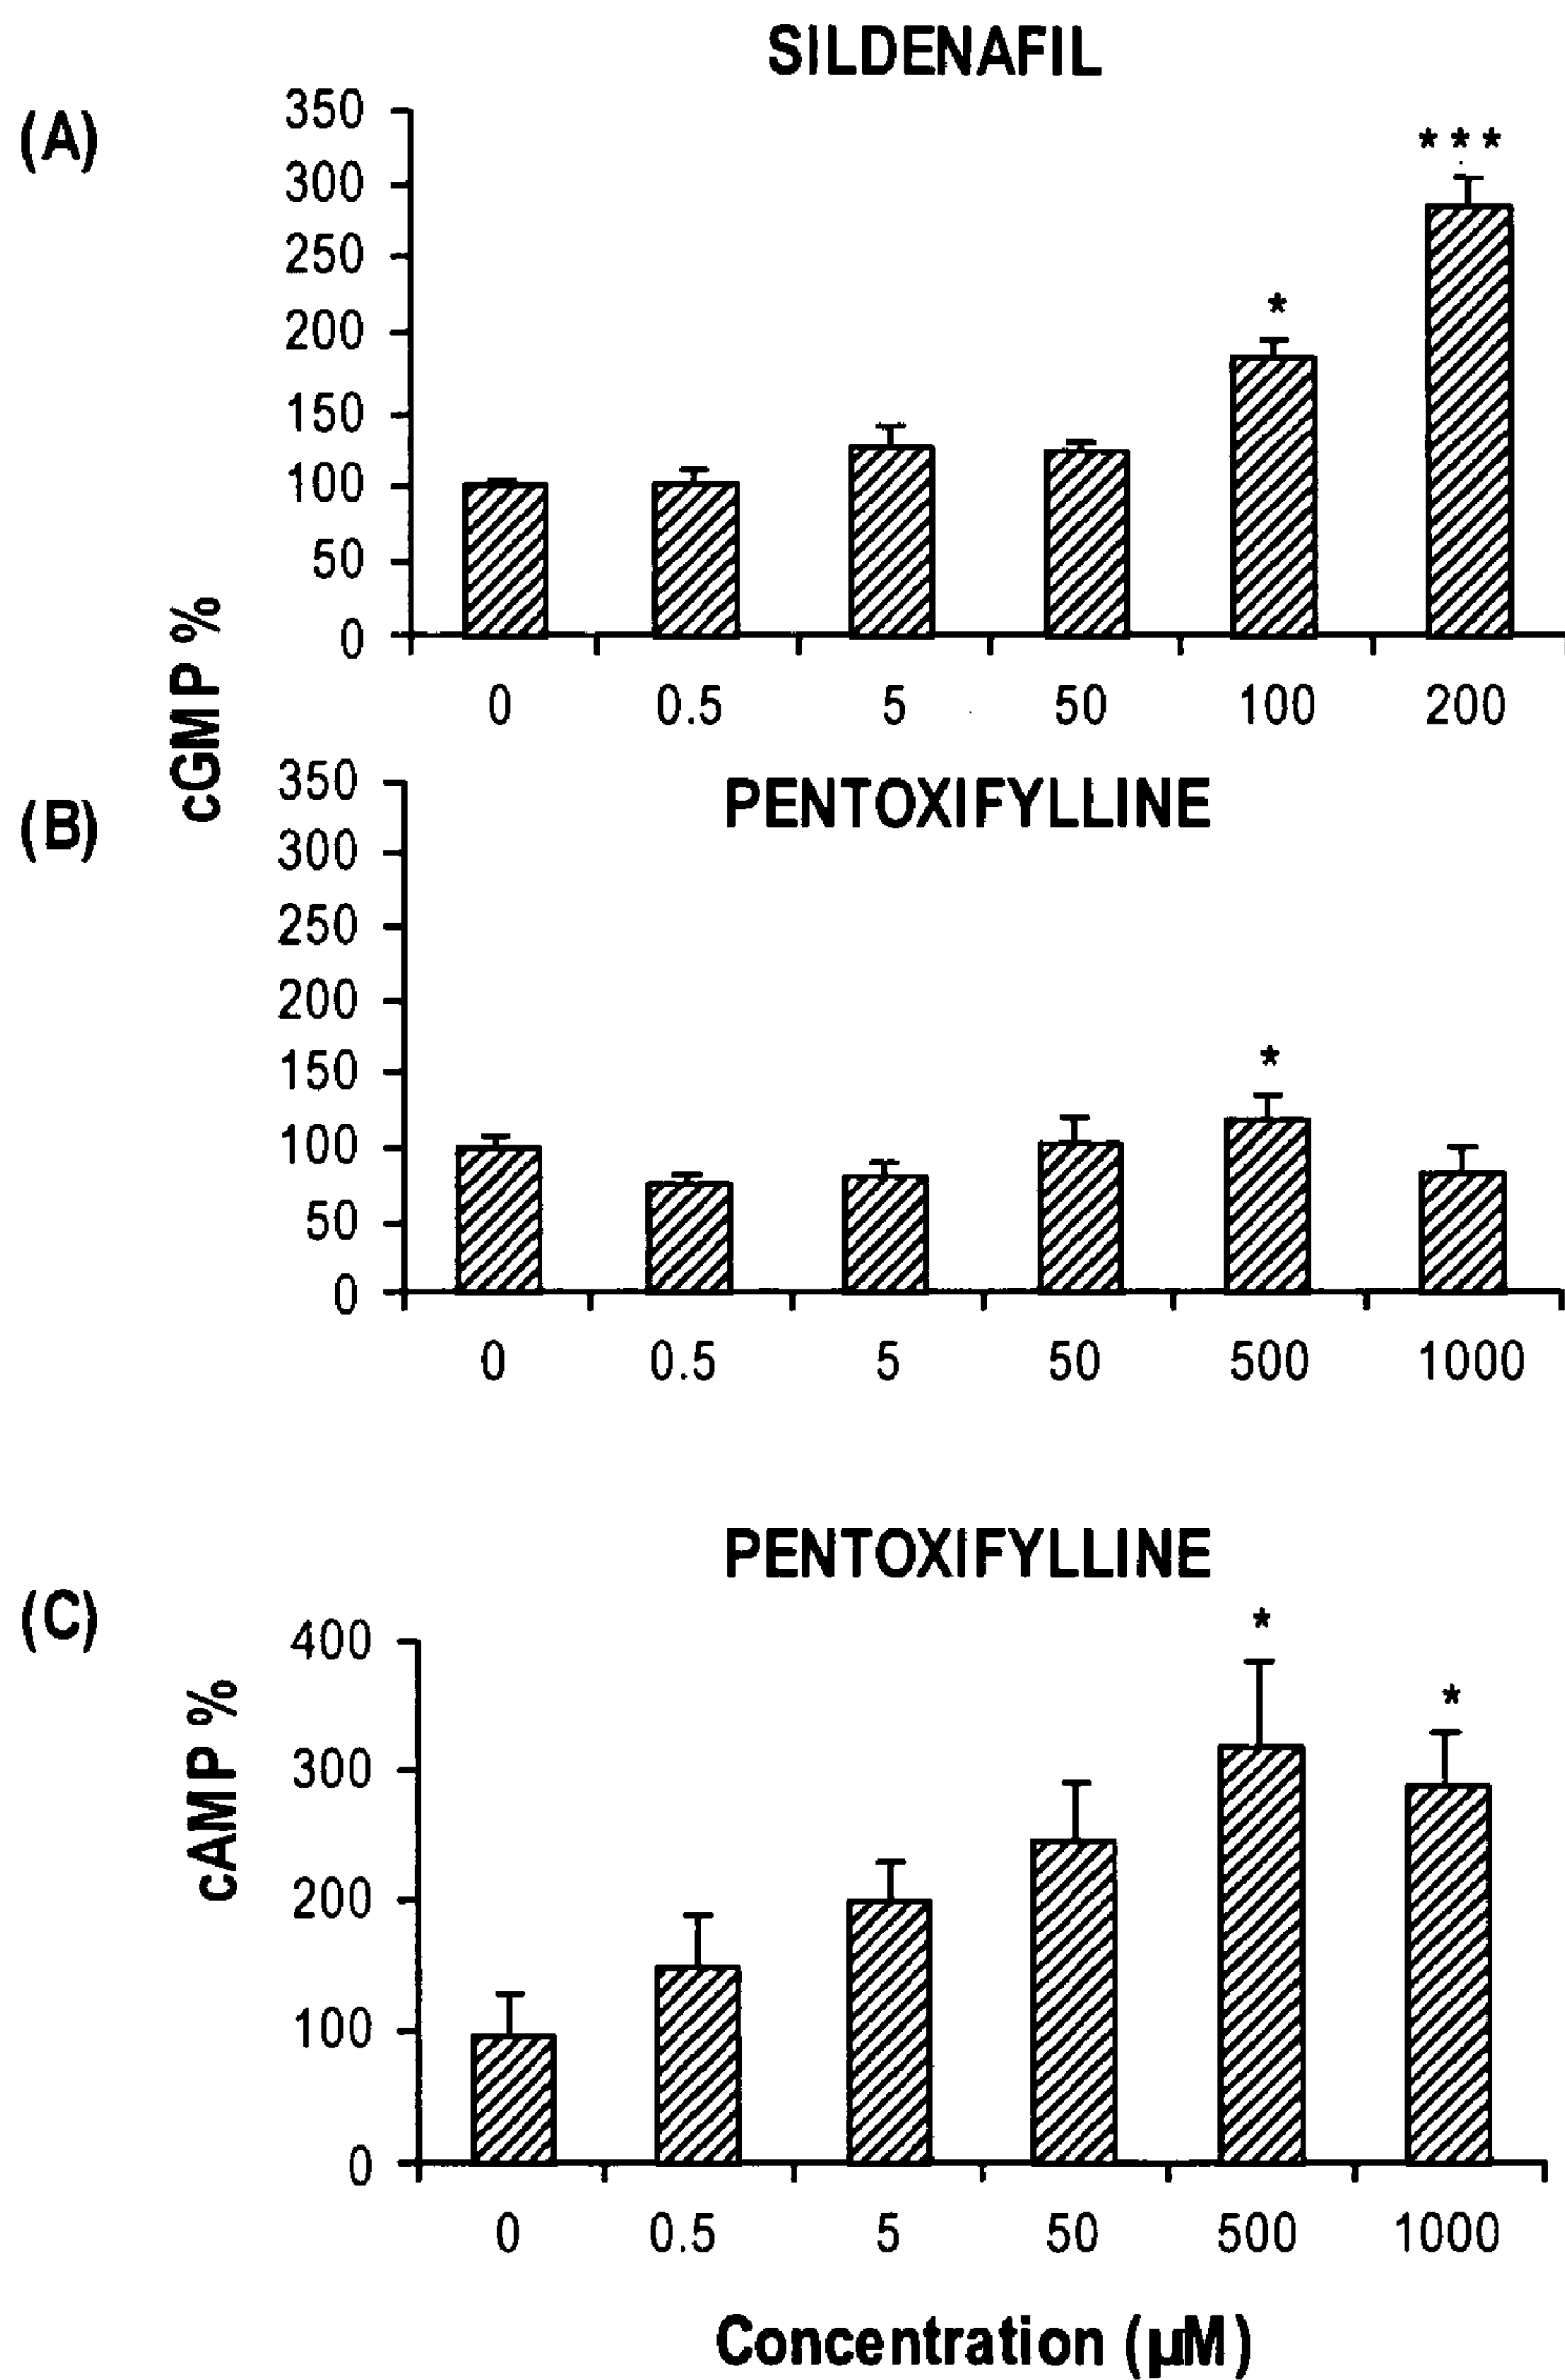 SILDENAFIL
(A)
350
300
250
200
150
100
50
0
* * *
*
0 0.5 5 50 100 200
cGMP %
PENTOXIFYLLINE
(B)
350
300
250
200
150
100
50
0
*
0 0.5 5 50 500 1000
PENTOXIFYLLINE
(C)
400
300
200
100
0
cAMP %
*
*
0 0.5 5 50 500 1000
Concentration (µM)